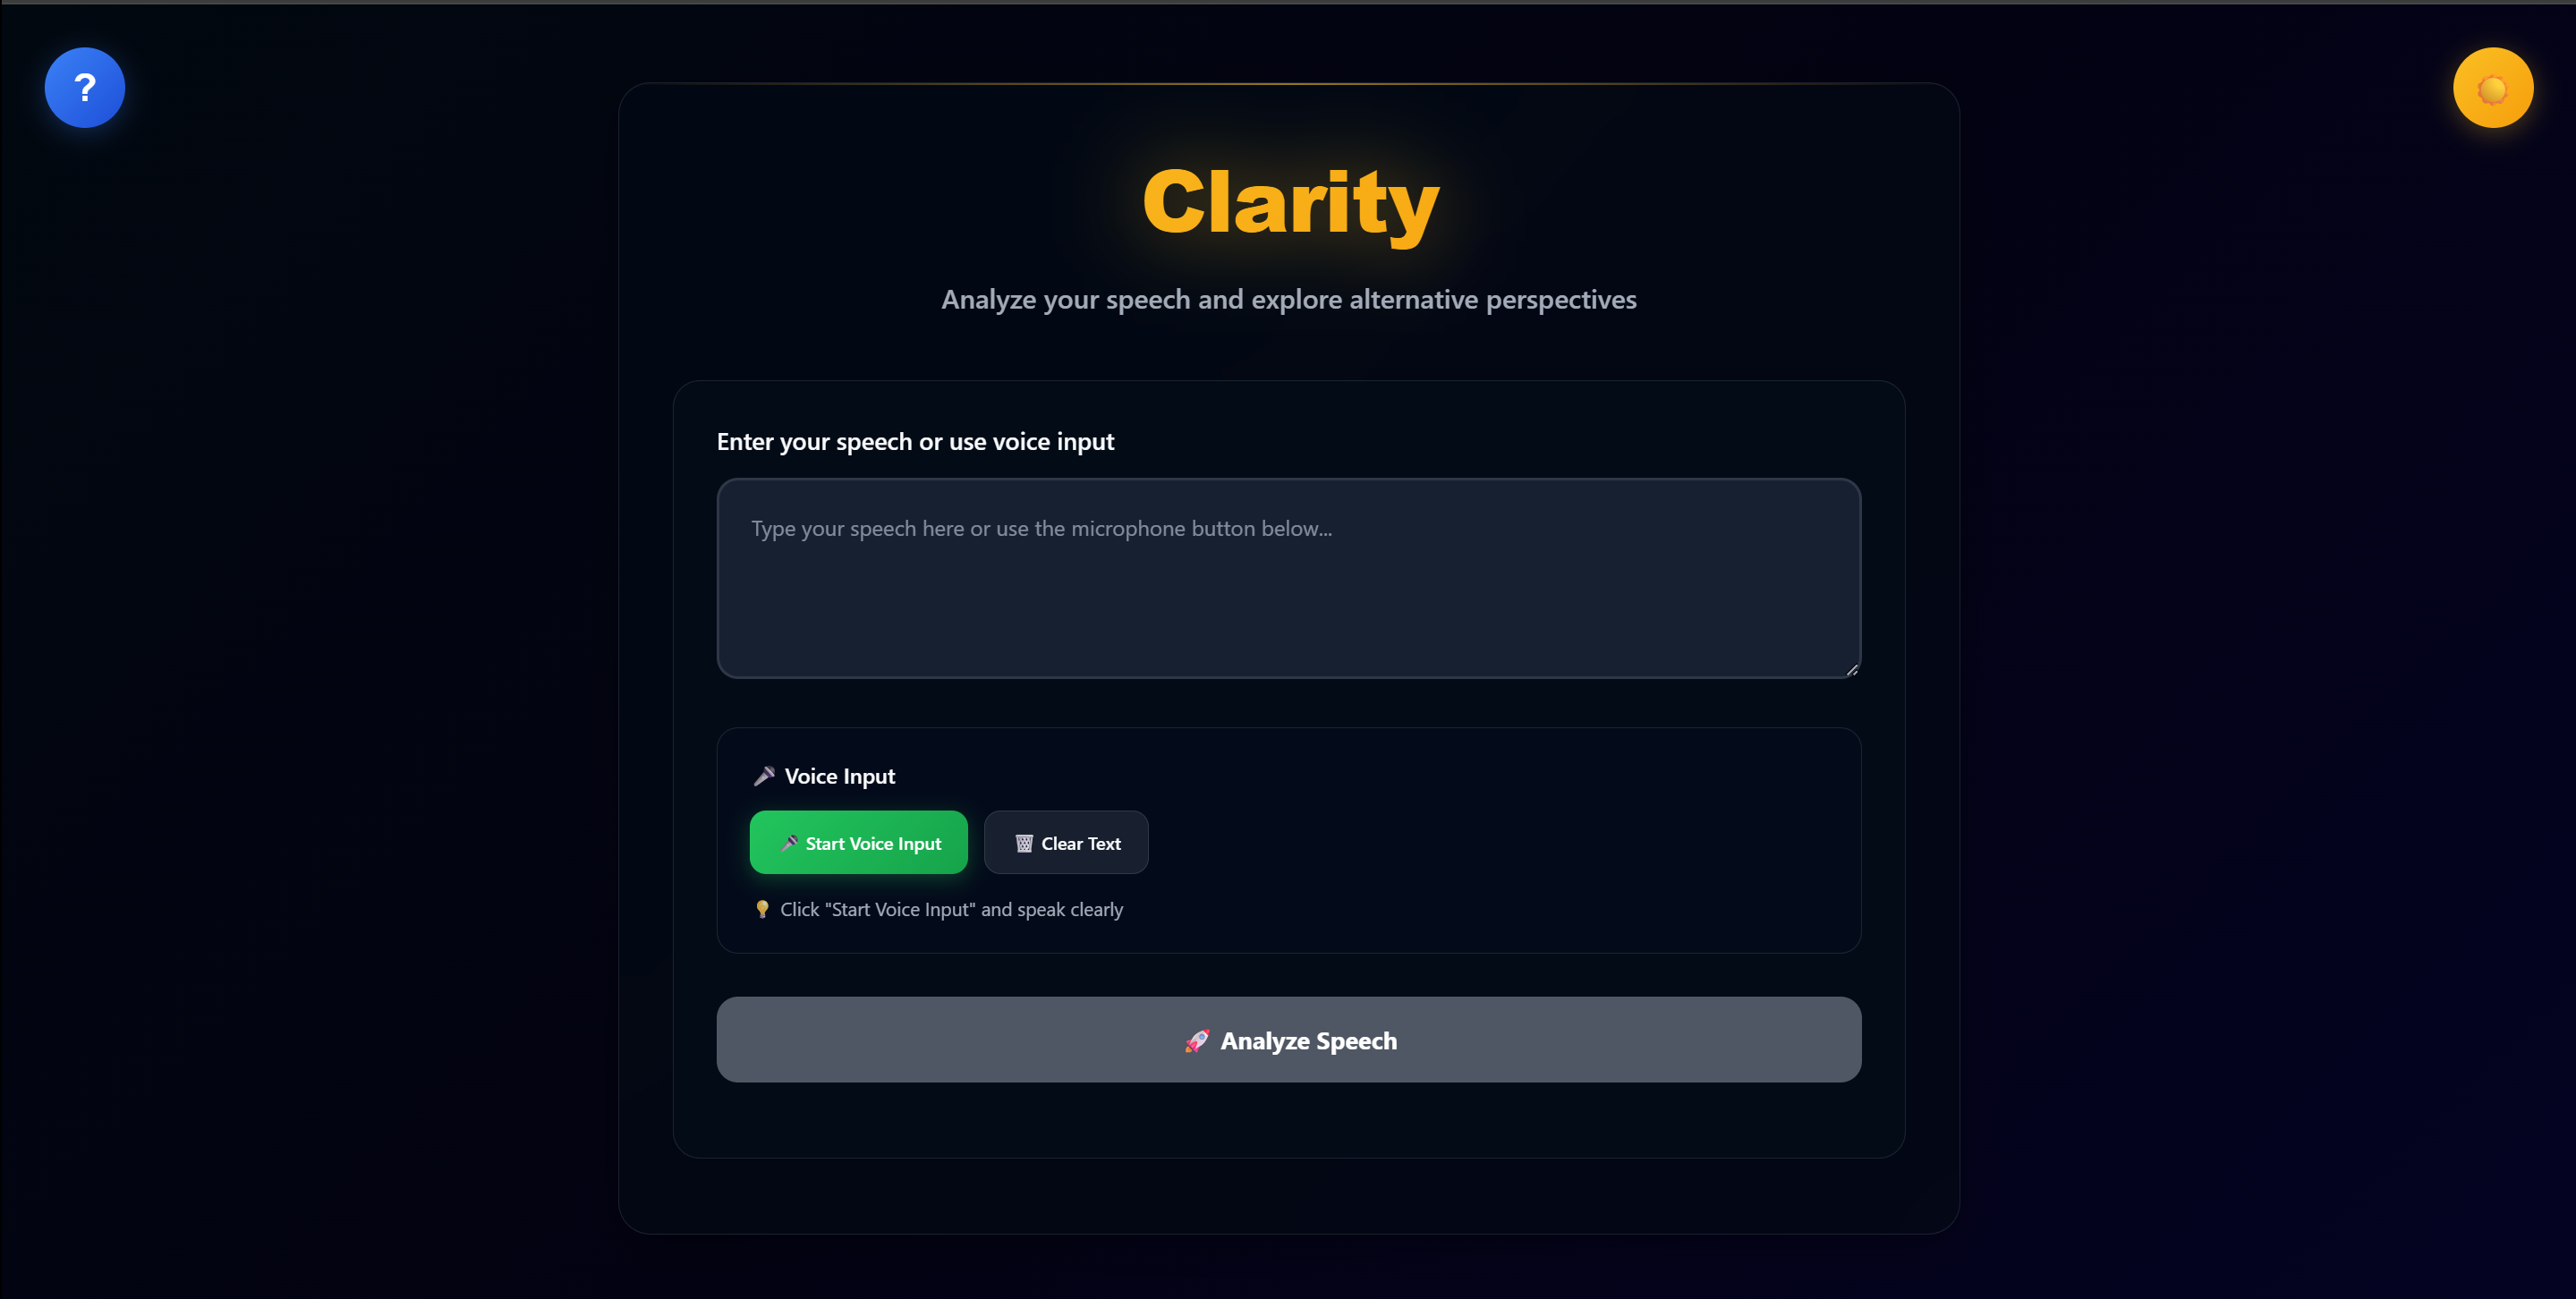 ?
Clarity
Analyze your speech and explore alternative perspectives
Enter your speech or use voice input
Type your speech here or use the microphone button below...
🎤 Voice Input
🎤 Start Voice Input
🗑️ Clear Text
💡 Click "Start Voice Input" and speak clearly
🚀 Analyze Speech